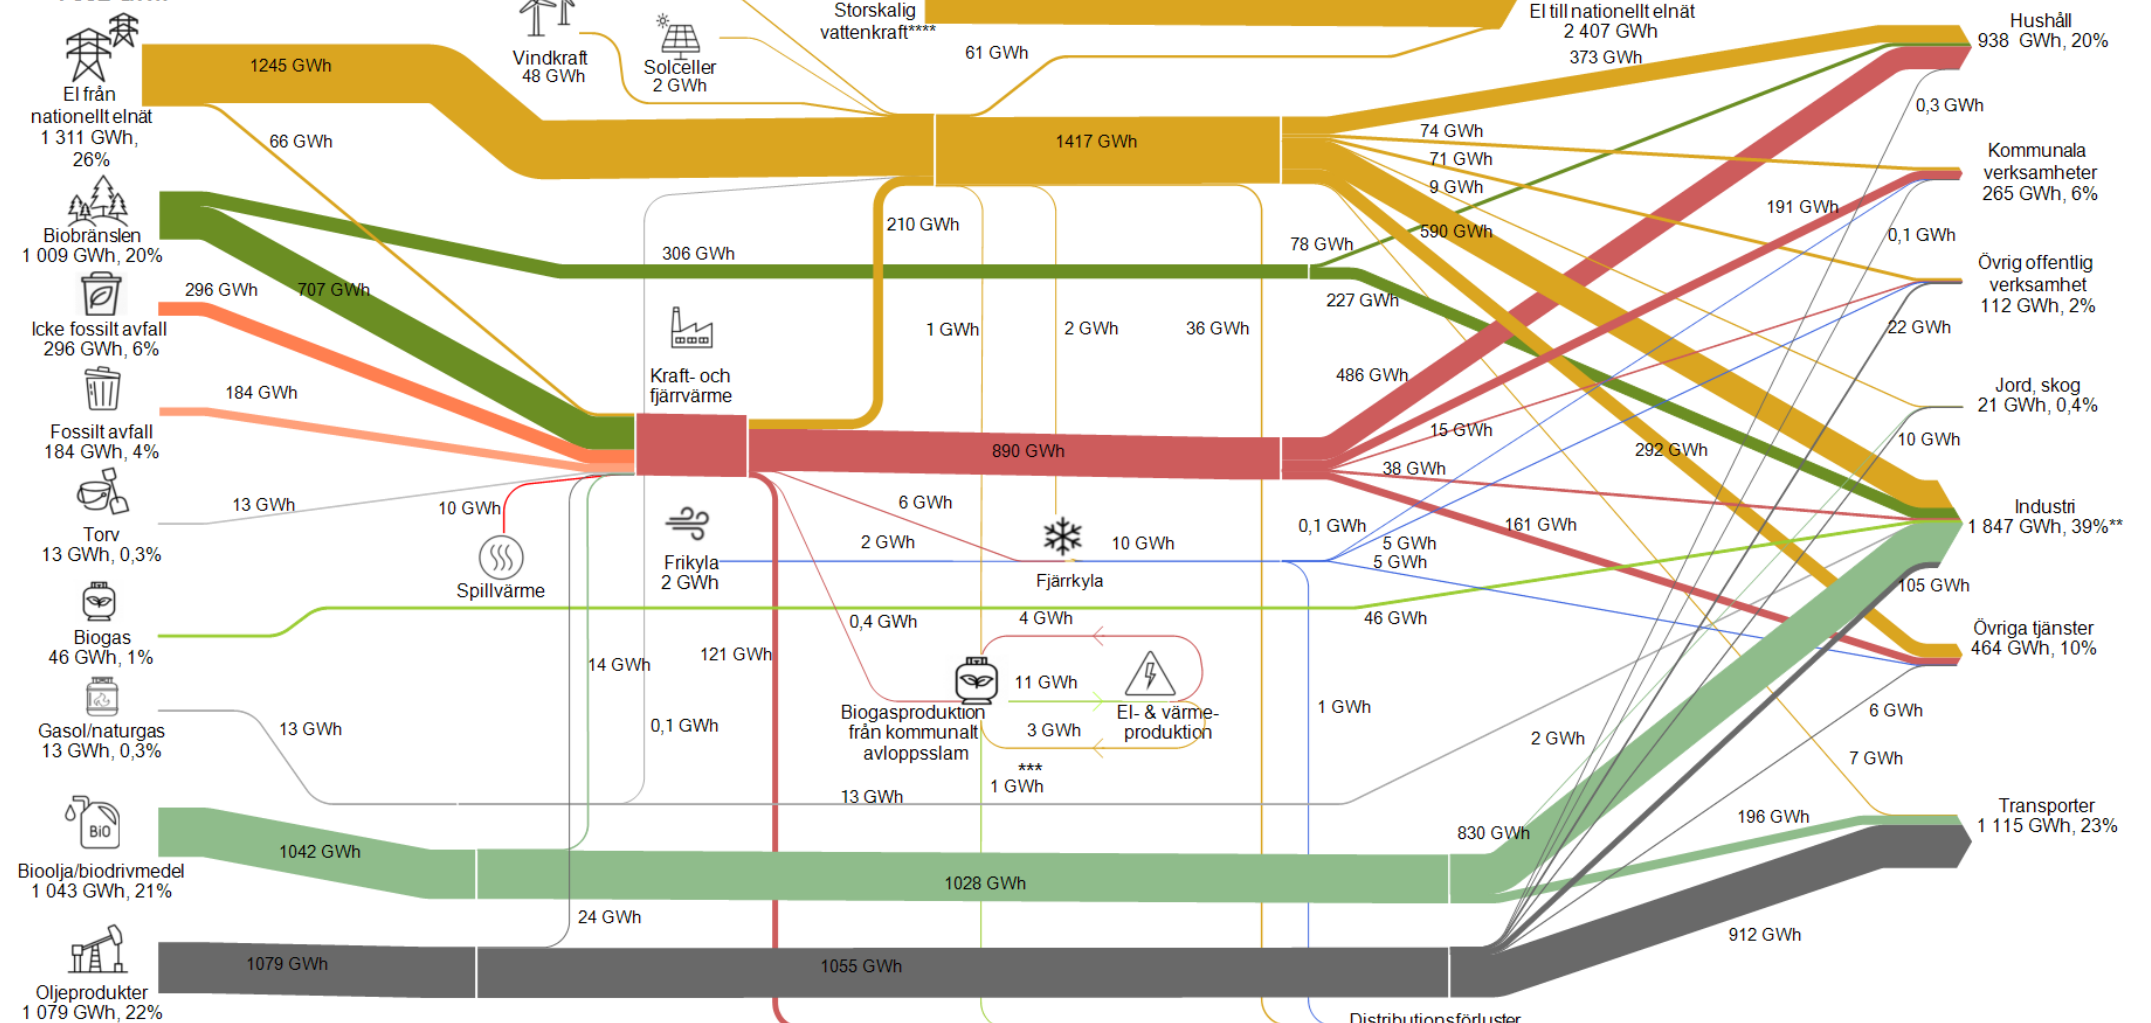 Storskalig
vattenkraft****
El till nationellt elnät
2 407 GWh
Hushåll
938 GWh, 20%
1245 GWh
Vindkraft
48 GWh
Solceller
2 GWh
61 GWh
373 GWh
El från
nationellt elnät
1 311 GWh,
26%
66 GWh
1417 GWh
74 GWh
71 GWh
9 GWh
590 GWh
0,3 GWh
Kommunala
verksamheter
265 GWh, 6%
191 GWh
0,1 GWh
Biobränslen
1 009 GWh, 20%
306 GWh
210 GWh
78 GWh
227 GWh
Övrig offentlig
verksamhet
112 GWh, 2%
296 GWh
707 GWh
Icke fossilt avfall
296 GWh, 6%
1 GWh
2 GWh
36 GWh
22 GWh
Kraft- och
fjärrvärme
486 GWh
Jord, skog
21 GWh, 0,4%
184 GWh
Fossilt avfall
184 GWh, 4%
890 GWh
15 GWh
38 GWh
292 GWh
10 GWh
13 GWh
Torv
13 GWh, 0,3%
10 GWh
Spillvärme
6 GWh
Frikyla
2 GWh
2 GWh
10 GWh
Fjärrkyla
0,1 GWh
5 GWh
5 GWh
161 GWh
Industri
1 847 GWh, 39%**
105 GWh
Biogas
46 GWh, 1%
46 GWh
0,4 GWh
4 GWh
14 GWh
121 GWh
11 GWh
3 GWh
Biogasproduktion
från kommunalt
avloppsslam
El- & värme-
produktion
***
1 GWh
1 GWh
Övriga tjänster
464 GWh, 10%
6 GWh
Gasol/naturgas
13 GWh, 0,3%
13 GWh
0,1 GWh
13 GWh
2 GWh
7 GWh
Bioolja/biodrivmedel
1 043 GWh, 21%
1042 GWh
1028 GWh
830 GWh
196 GWh
Transporter
1 115 GWh, 23%
24 GWh
912 GWh
Oljeprodukter
1 079 GWh, 22%
1079 GWh
1055 GWh
Distributionsförluster